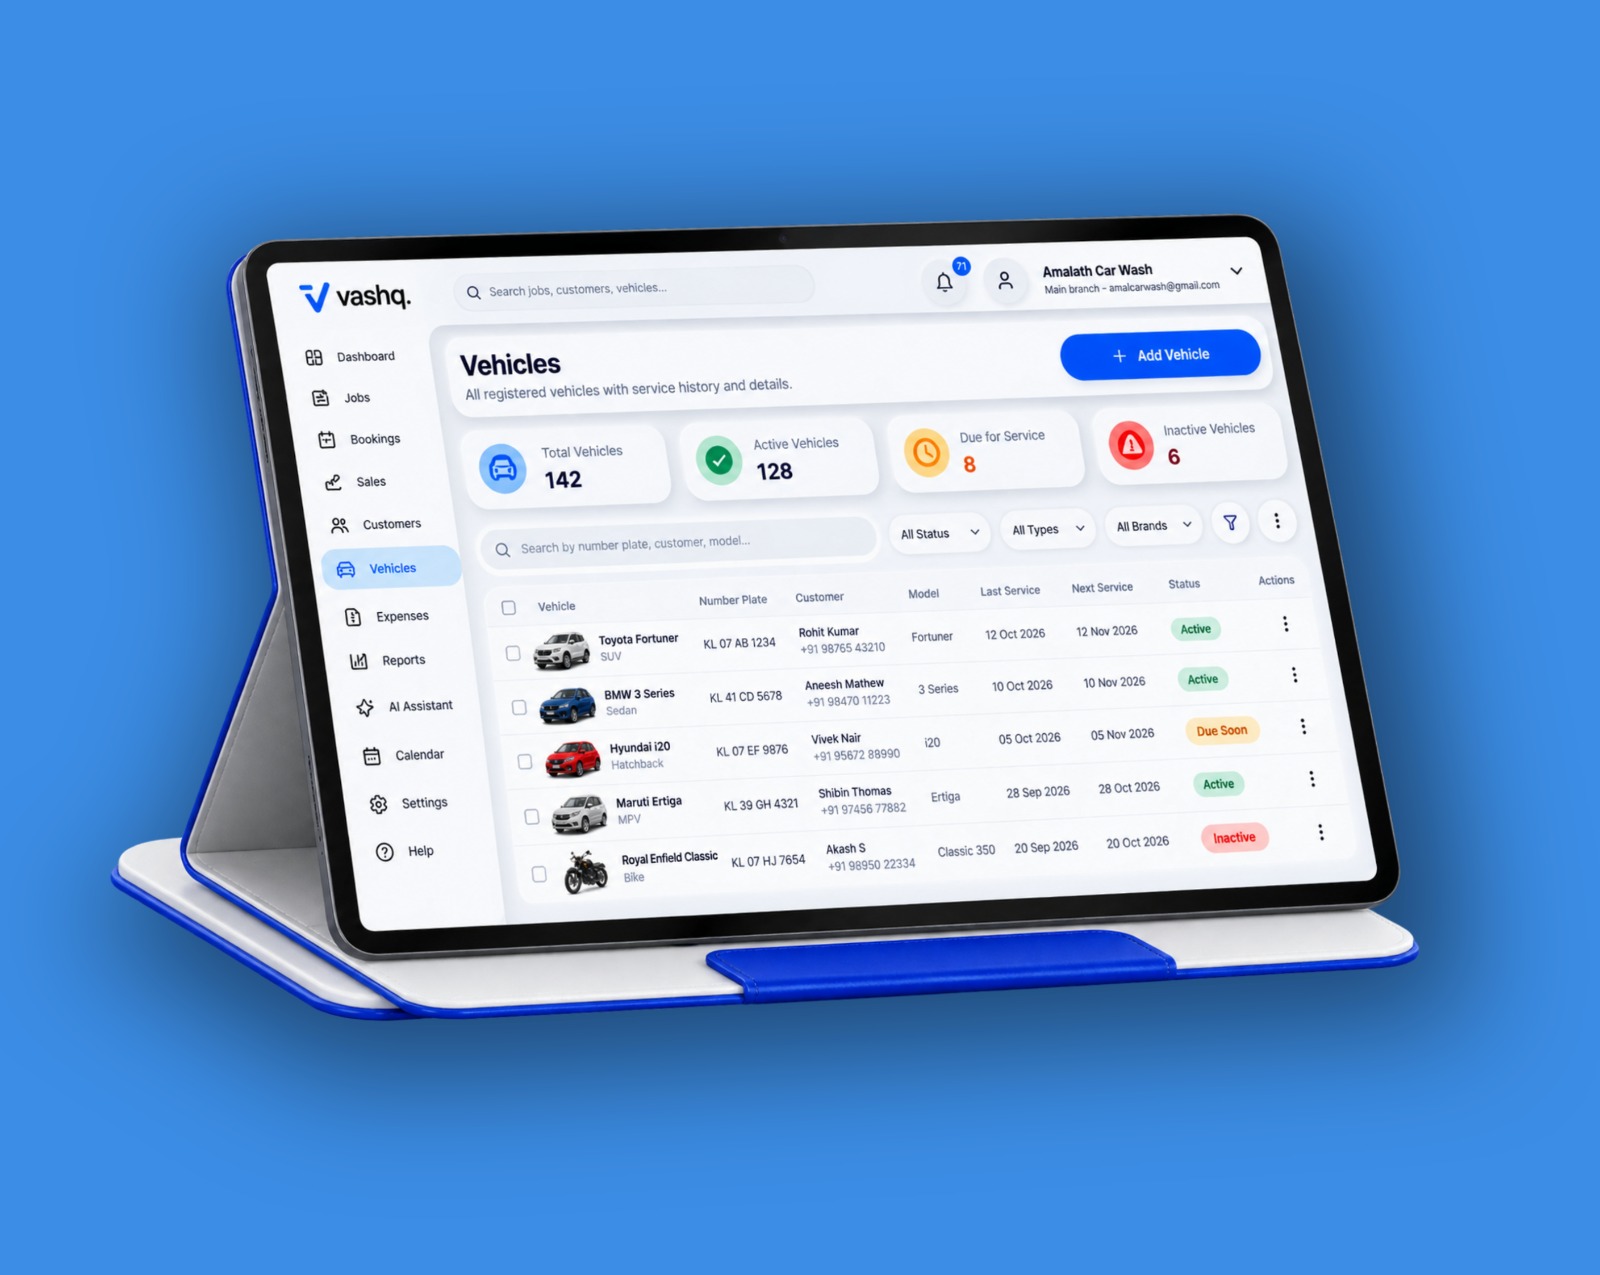 vashq.
Search jobs, customers, vehicles...
71
Amalath Car Wash
Main branch - amalcarwash@gmail.com
Dashboard
Jobs
Bookings
Sales
Customers
Vehicles
Expenses
Reports
AI Assistant
Calendar
Settings
Help
Vehicles
All registered vehicles with service history and details.
+ Add Vehicle
Total Vehicles
142
Active Vehicles
128
Due for Service
8
Inactive Vehicles
6
Search by number plate, customer, model...
All Status
All Types
All Brands
Vehicle Number Plate Customer Model Last Service Next Service Status Actions
Toyota Fortuner KL 07 AB 1234 Rohit Kumar Fortuner 12 Oct 2026 12 Nov 2026 Active
SUV +91 98765 43210
BMW 3 Series KL 41 CD 5678 Aneesh Mathew 3 Series 10 Oct 2026 10 Nov 2026 Active
Sedan +91 98470 11223
Hyundai i20 KL 07 EF 9876 Vivek Nair i20 05 Oct 2026 05 Nov 2026 Due Soon
Hatchback +91 95672 88990
Maruti Ertiga KL 39 GH 4321 Shibin Thomas Ertiga 28 Sep 2026 28 Oct 2026 Active
MPV +91 97456 77882
Royal Enfield Classic KL 07 HJ 7654 Akash S Classic 350 20 Sep 2026 20 Oct 2026 Inactive
Bike +91 98950 22334